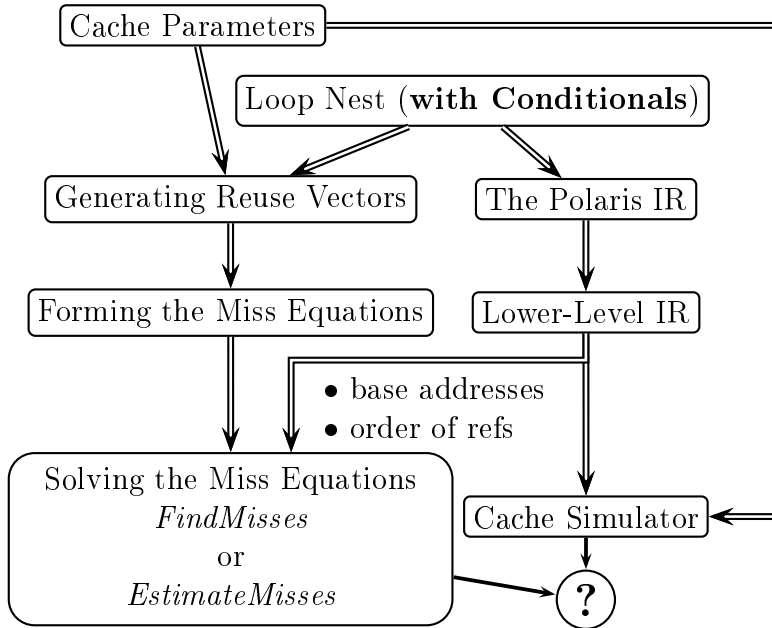 Cache Parameters
Loop Nest (with Conditionals)
Generating Reuse Vectors
The Polaris IR
Forming the Miss Equations
Lower-Level IR
• base addresses
• order of refs
Solving the Miss Equations
FindMisses
or
EstimateMisses
Cache Simulator
?